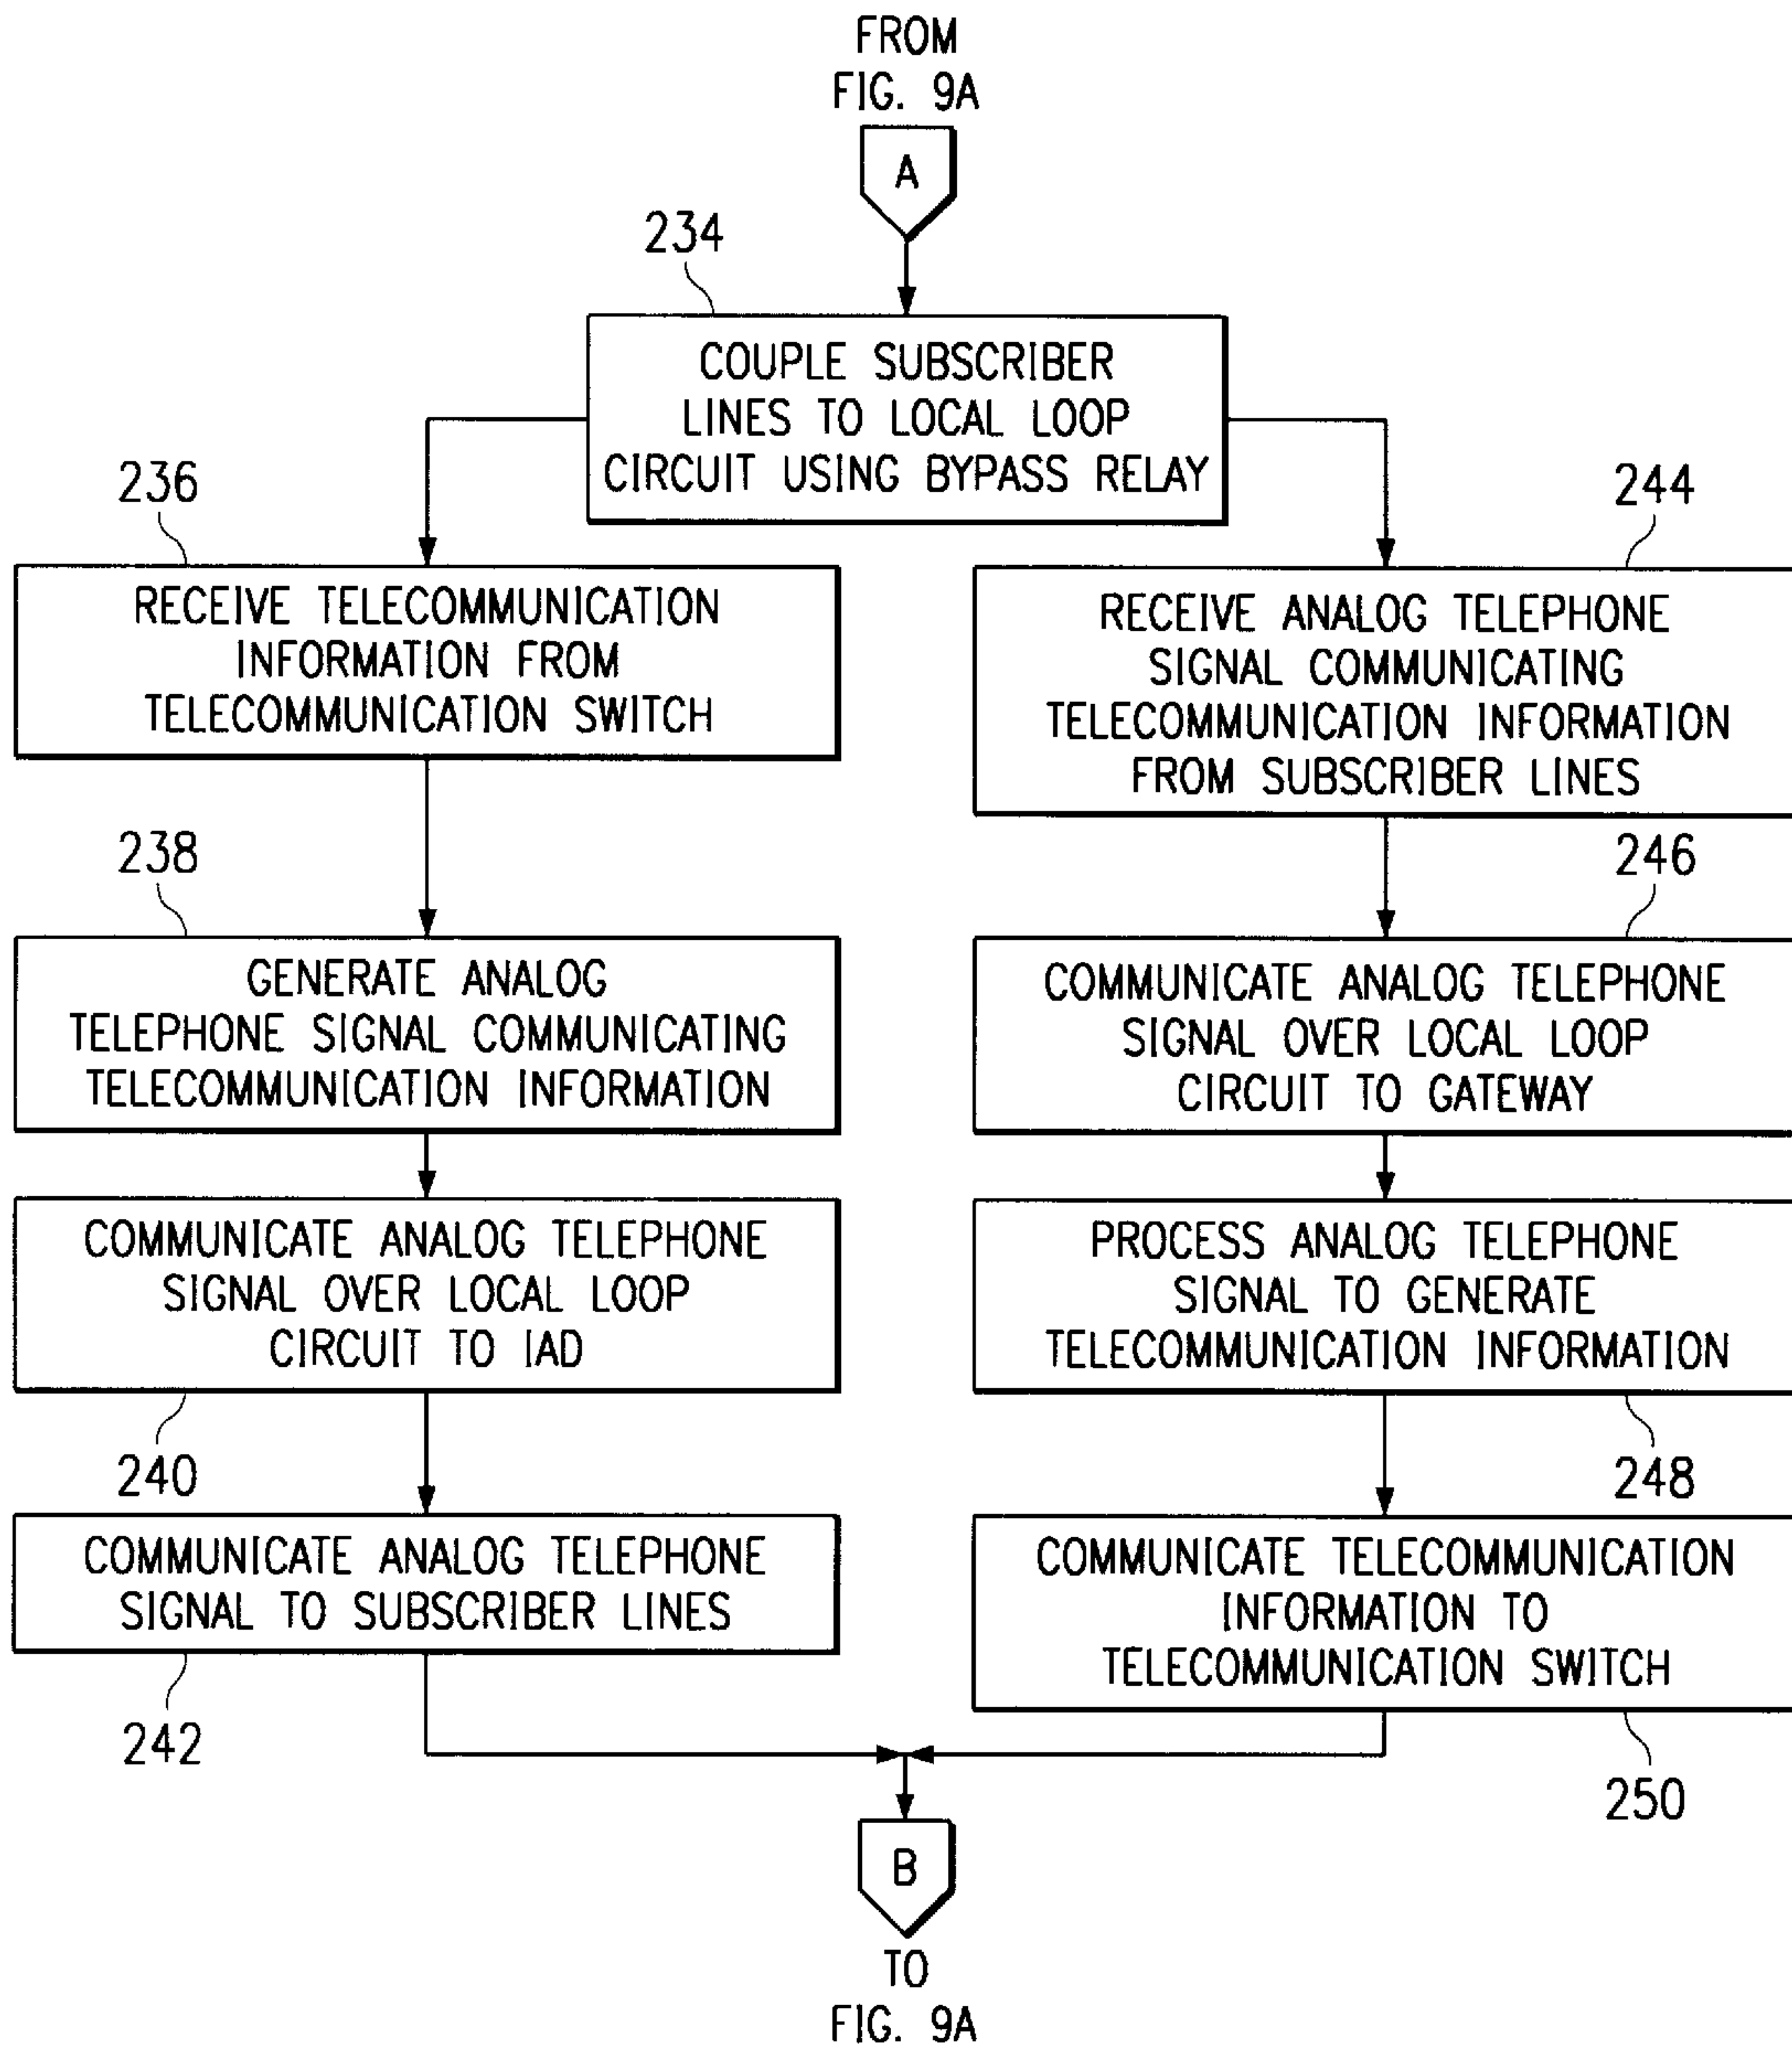 FROM
FIG. 9A
A
234
COUPLE SUBSCRIBER
LINES TO LOCAL LOOP
CIRCUIT USING BYPASS RELAY
236
RECEIVE TELECOMMUNICATION
INFORMATION FROM
TELECOMMUNICATION SWITCH
238
GENERATE ANALOG
TELEPHONE SIGNAL COMMUNICATING
TELECOMMUNICATION INFORMATION
COMMUNICATE ANALOG TELEPHONE
SIGNAL OVER LOCAL LOOP
CIRCUIT TO IAD
240
COMMUNICATE ANALOG TELEPHONE
SIGNAL TO SUBSCRIBER LINES
242
244
RECEIVE ANALOG TELEPHONE
SIGNAL COMMUNICATING
TELECOMMUNICATION INFORMATION
FROM SUBSCRIBER LINES
246
COMMUNICATE ANALOG TELEPHONE
SIGNAL OVER LOCAL LOOP
CIRCUIT TO GATEWAY
PROCESS ANALOG TELEPHONE
SIGNAL TO GENERATE
TELECOMMUNICATION INFORMATION
248
COMMUNICATE TELECOMMUNICATION
INFORMATION TO
TELECOMMUNICATION SWITCH
250
B
TO
FIG. 9A